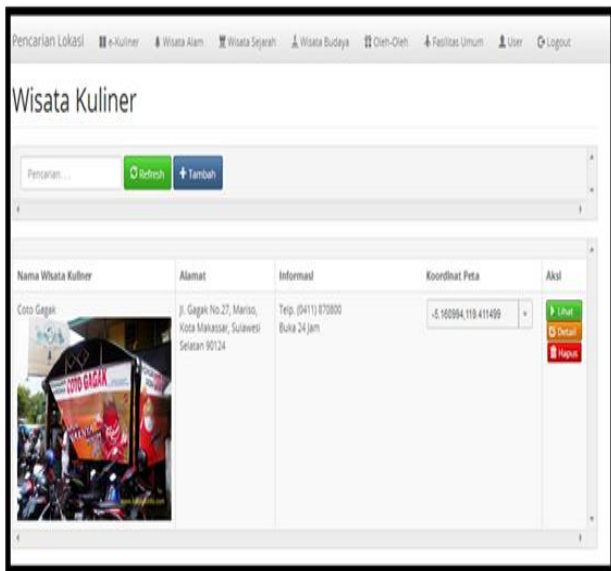 Pencarian Lokasi e-Kuliner Wisata Alam Wisata Sejarah Wisata Budaya Oleh-Oleh Fasilitas Umum User Logout
Wisata Kuliner
Pencarian . . . Refresh Tambah
Nama Wisata Kuliner Alamat Informasi Koordinat Peta Aksi
Coto Gagak
COTO GAGAK
Jl. Gagak No.27, Mariso,
Kota Makassar, Sulawesi
Selatan 90124
Telp. (0411) 870800
Buka 24 Jam
-5.160994,119.411499
Lihat
Detail
Hapus